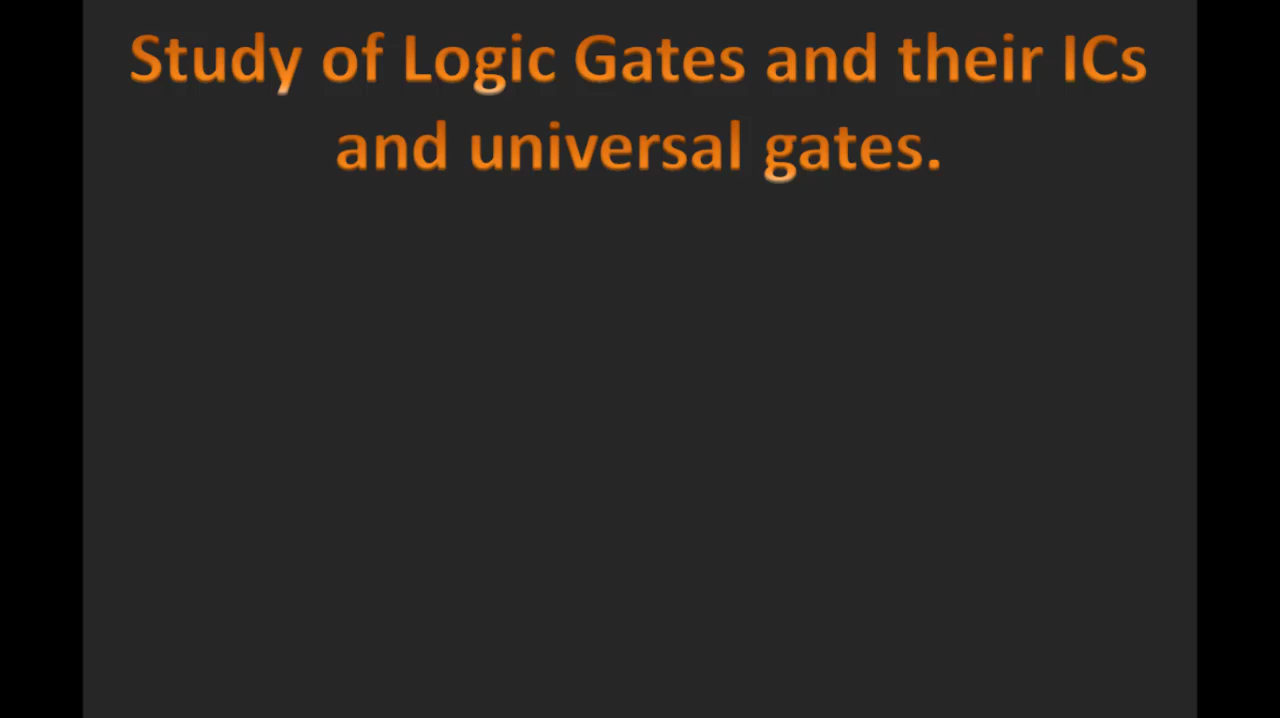 Study of Logic Gates and their ICs
and universal gates.